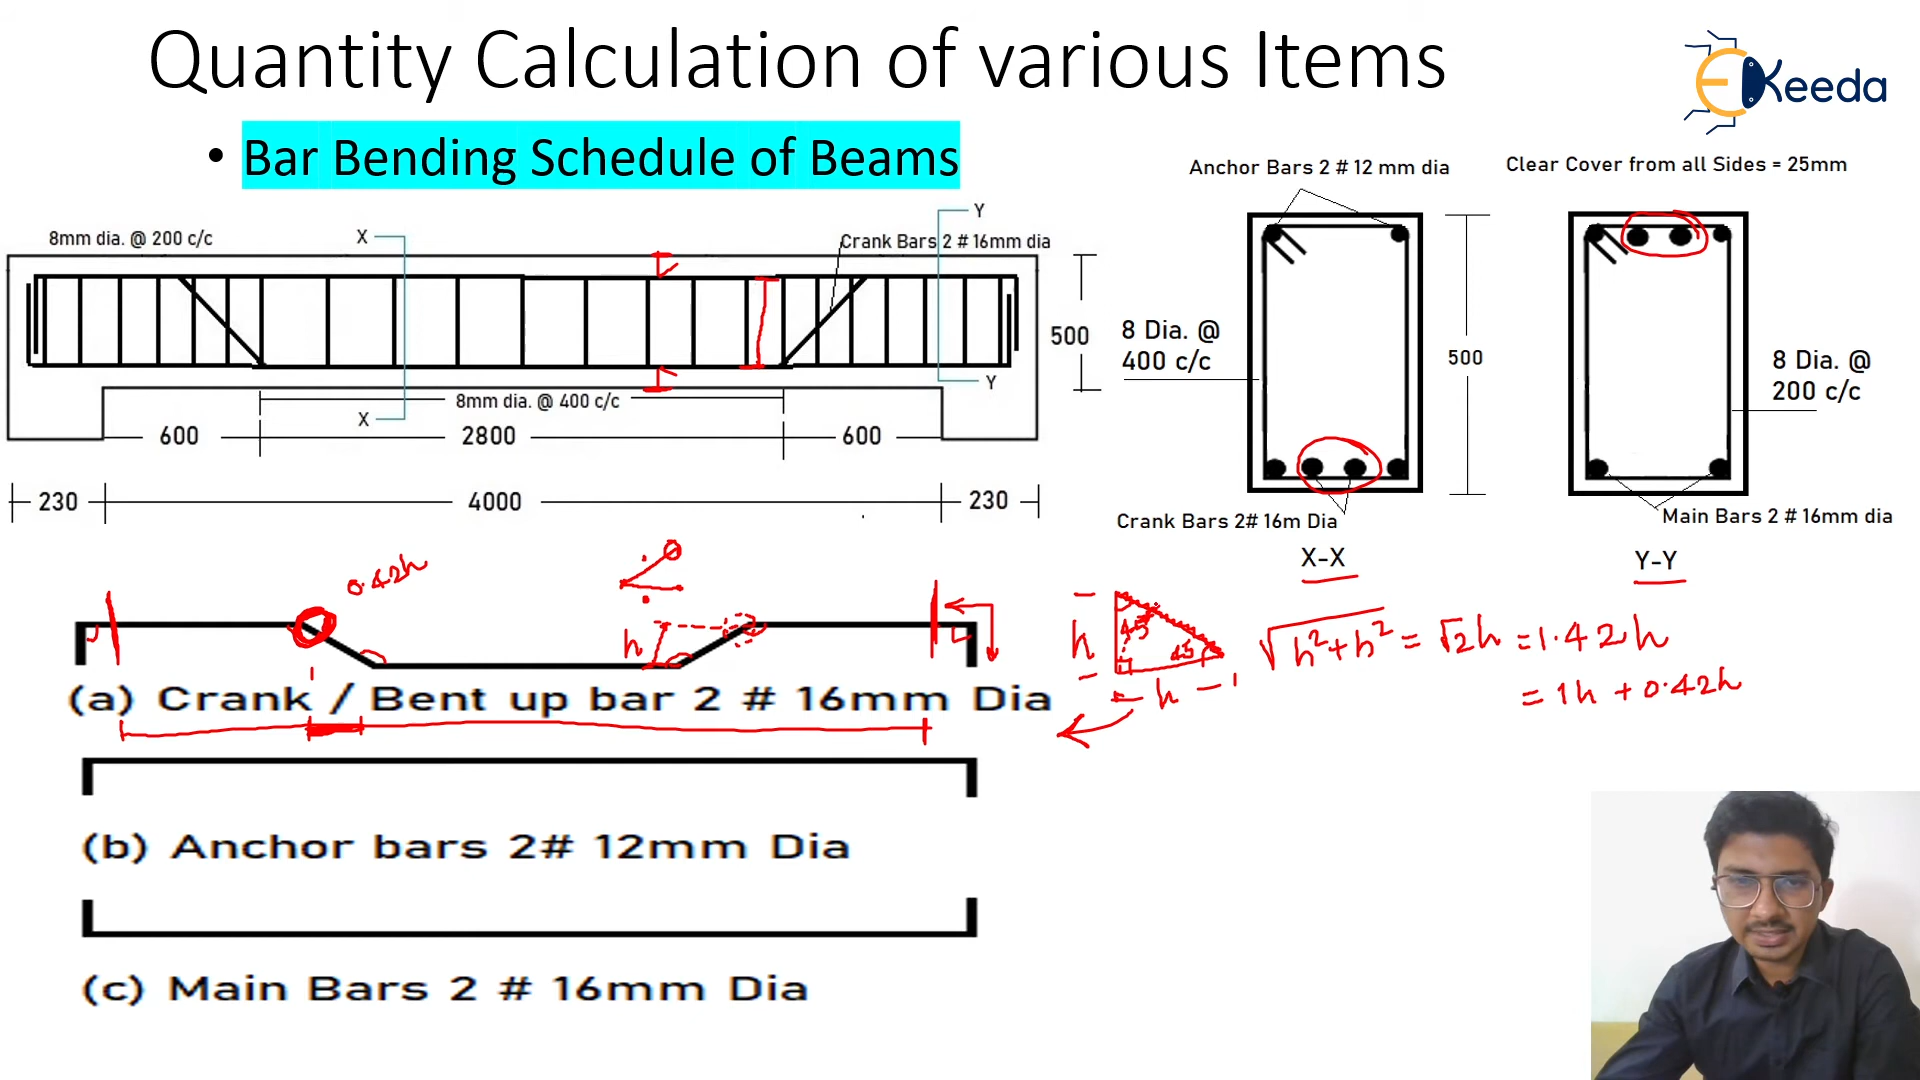 Quantity Calculation of various Items
EKeeda
• Bar Bending Schedule of Beams
Anchor Bars 2 # 12 mm dia
Clear Cover from all Sides = 25mm
8mm dia. @ 200 c/c
X
Y
Crank Bars 2 # 16mm dia
500
8 Dia. @
400 c/c
500
8 Dia. @
200 c/c
Y
8mm dia. @ 400 c/c
X
600
2800
600
230
4000
230
Crank Bars 2# 16m Dia
Main Bars 2 # 16mm dia
X-X
Y-Y
0.42h
h
h
45
45
h
√h²+h² = √2h = 1.42h
= 1h + 0.42h
(a) Crank / Bent up bar 2 # 16mm Dia
(b) Anchor bars 2# 12mm Dia
(c) Main Bars 2 # 16mm Dia